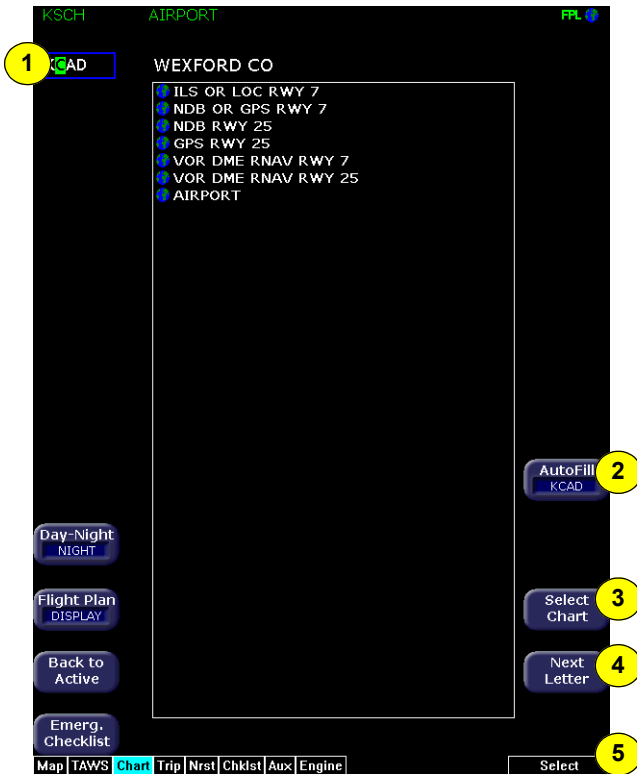 KSCH AIRPORT FPL
1 KCAD WEXFORD CO
ILS OR LOC RWY 7
NDB OR GPS RWY 7
NDB RWY 25
GPS RWY 25
VOR DME RNAV RWY 7
VOR DME RNAV RWY 25
AIRPORT
AutoFill 2
KCAD
Day-Night
NIGHT
Flight Plan
DISPLAY
Select 3
Chart
Back to
Active
Next 4
Letter
Emerg.
Checklist
5
Map TAWS Chart Trip Nrst Chklst Aux Engine Select